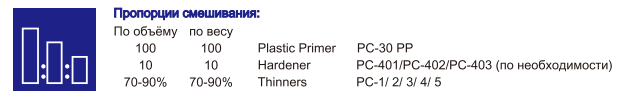 Пропорции смешивания:
По объёму по весу
100 100 Plastic Primer PC-30 PP
10 10 Hardener PC-401/PC-402/PC-403 (по необходимости)
70-90% 70-90% Thinners PC-1/ 2/ 3/ 4/ 5